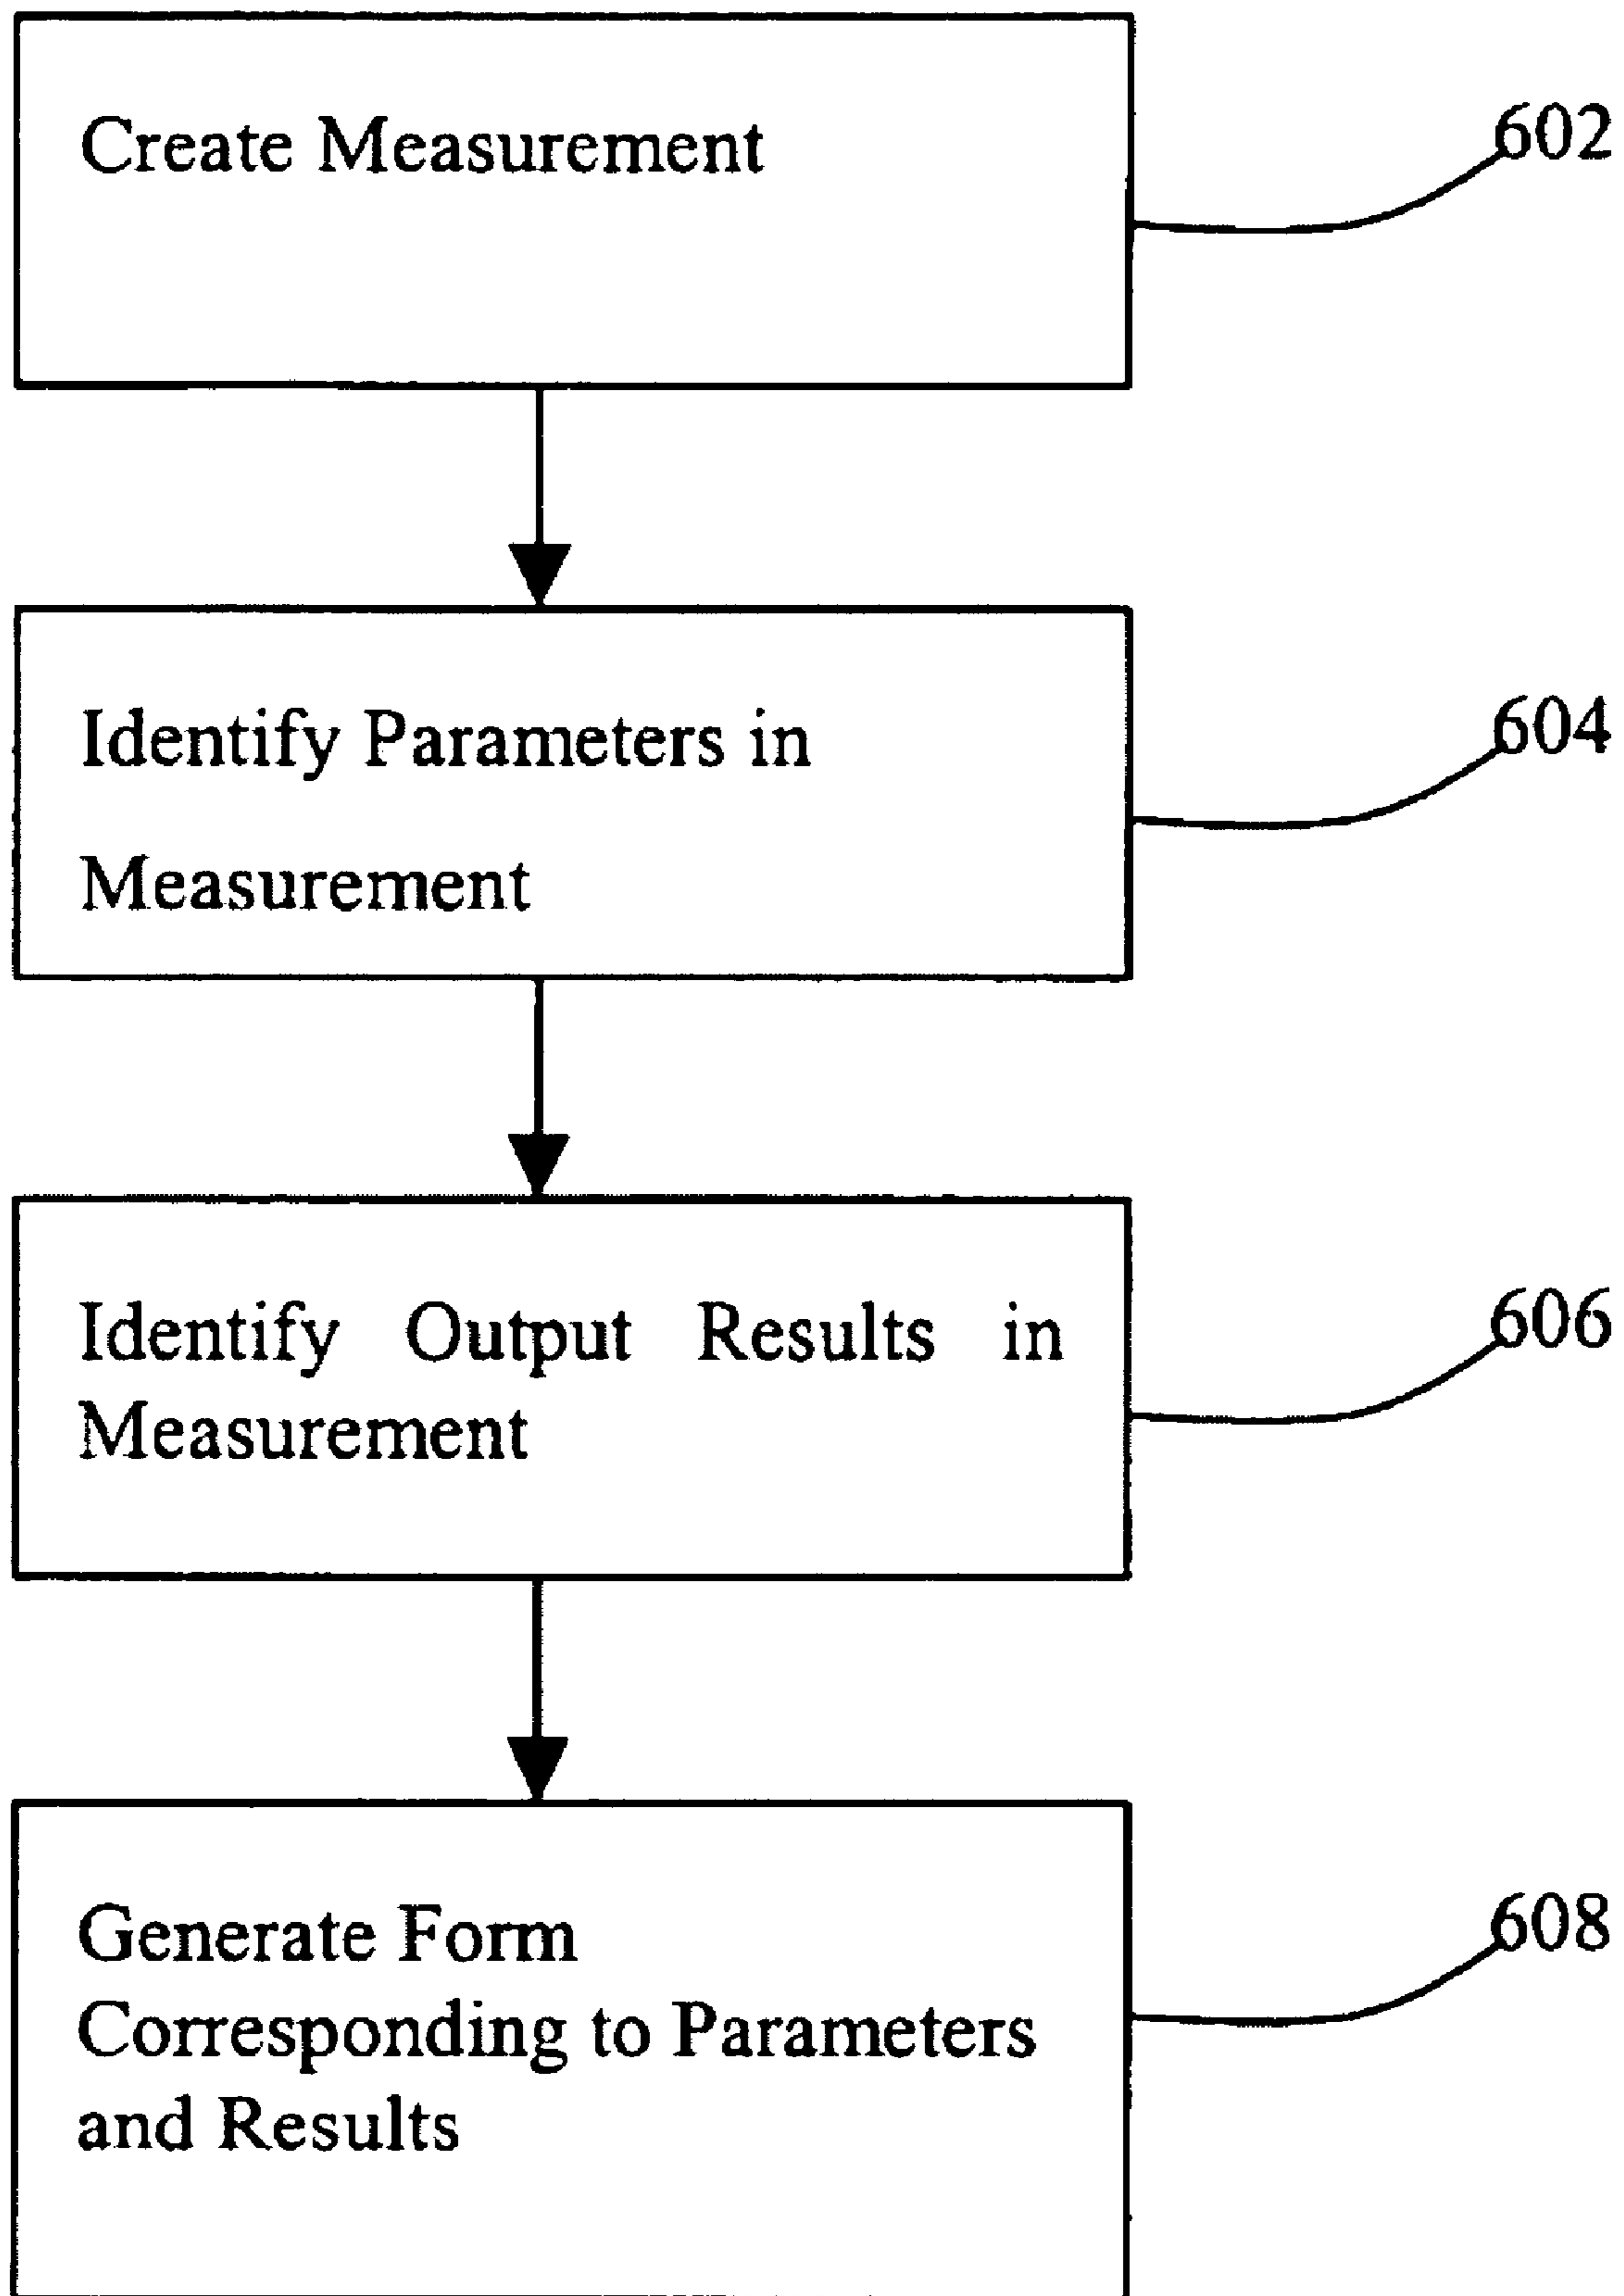 Create Measurement
602
Identify Parameters in
Measurement
604
Identify Output Results in
Measurement
606
Generate Form
Corresponding to Parameters
and Results
608